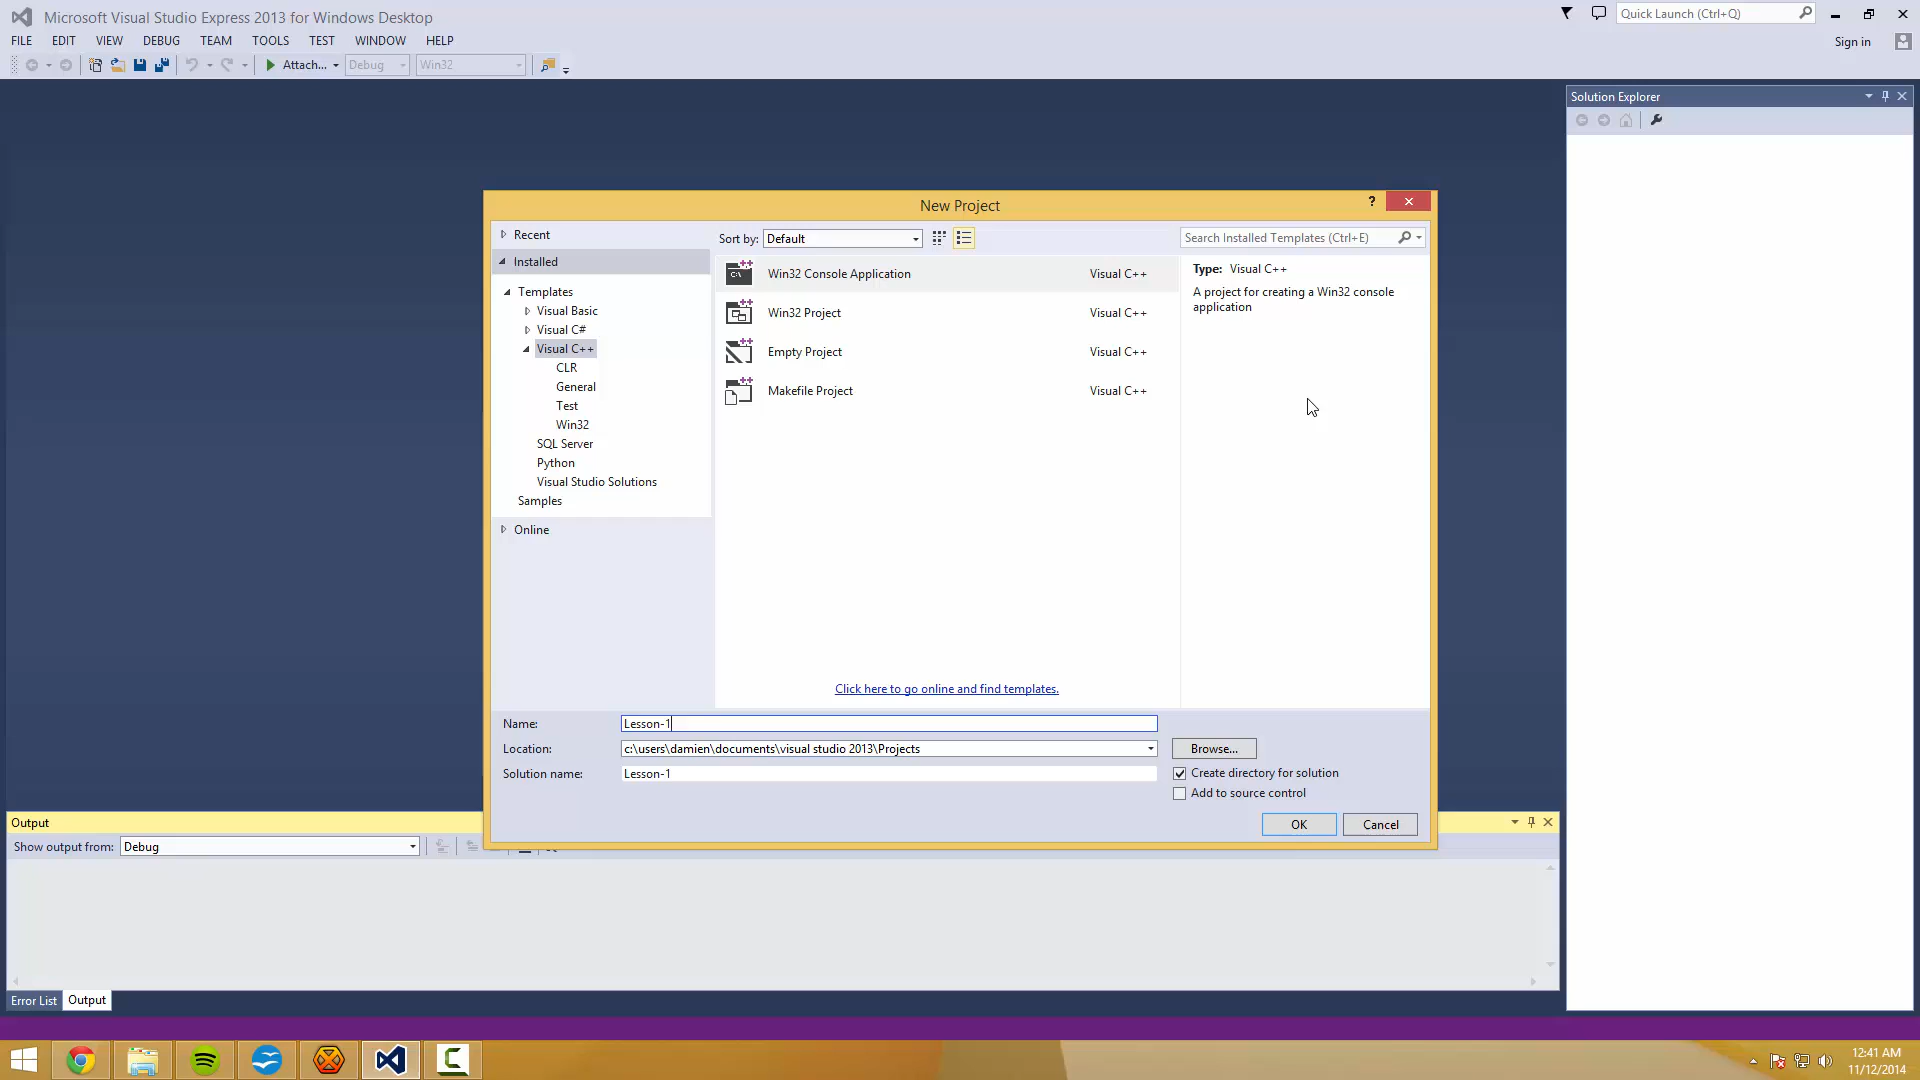 Microsoft Visual Studio Express 2013 for Windows Desktop
Quick Launch (Ctrl+Q)
FILE EDIT VIEW DEBUG TEAM TOOLS TEST WINDOW HELP
Sign in
Attach... Debug Win32
Solution Explorer
New Project
?
Recent
Sort by: Default
Search Installed Templates (Ctrl+E)
Installed
Templates
Visual Basic
Visual C#
Visual C++
CLR
General
Test
Win32
SQL Server
Python
Visual Studio Solutions
Samples
Online
Win32 Console Application Visual C++
Win32 Project Visual C++
Empty Project Visual C++
Makefile Project Visual C++
Type: Visual C++
A project for creating a Win32 console
application
Click here to go online and find templates.
Name: Lesson-1
Location: c:\users\damien\documents\visual studio 2013\Projects
Browse...
Solution name: Lesson-1
Create directory for solution
Add to source control
OK Cancel
Output
Show output from: Debug
Error List Output
12:41 AM
11/12/2014